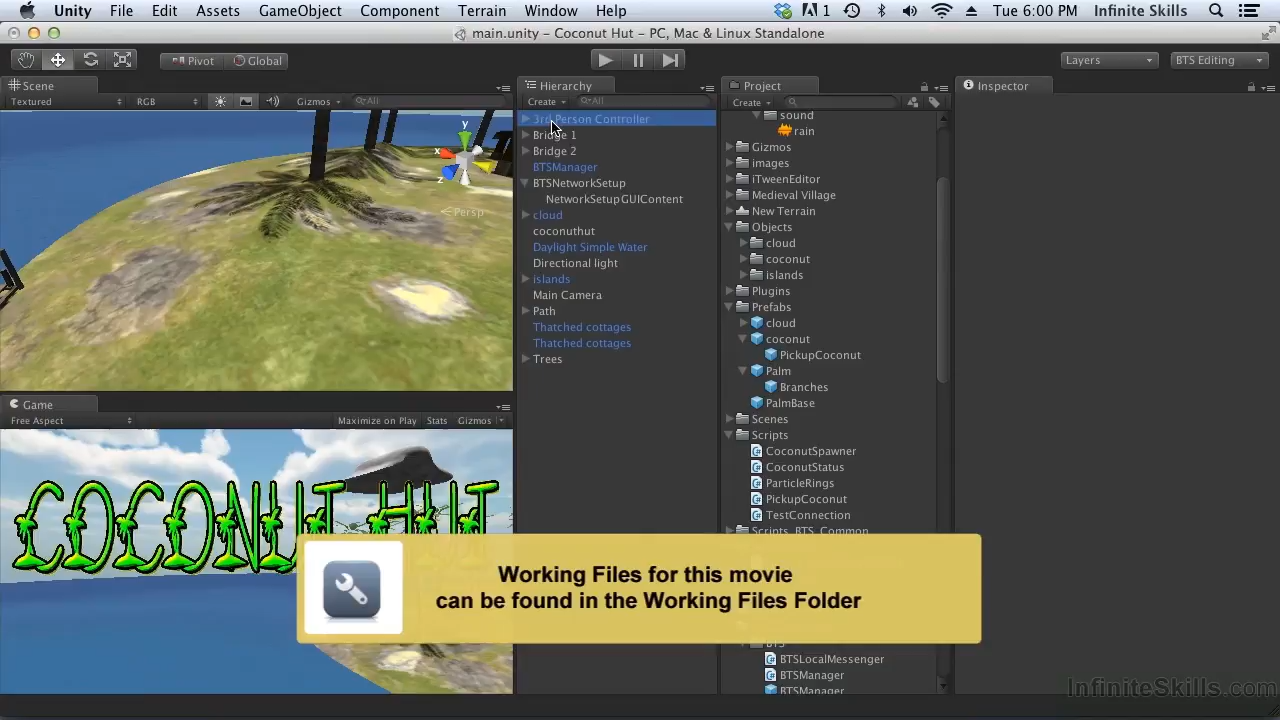 Unity File Edit Assets GameObject Component Terrain Window Help
1 Tue 6:00 PM Infinite Skills
main.unity – Coconut Hut – PC, Mac & Linux Standalone
Pivot Global
Layers BTS Editing
Scene
Textured RGB Gizmos All
y
x
z
Persp
Game
Free Aspect Maximize on Play Stats Gizmos
COCONUT HUT
Hierarchy
Create All
3rd Person Controller
Bridge 1
Bridge 2
BTSManager
BTSNetworkSetup
NetworkSetupGUIContent
cloud
coconuthut
Daylight Simple Water
Directional light
islands
Main Camera
Path
Thatched cottages
Thatched cottages
Trees
Project
Create
sound
rain
Gizmos
images
iTweenEditor
Medieval Village
New Terrain
Objects
cloud
coconut
islands
Plugins
Prefabs
cloud
coconut
PickupCoconut
Palm
Branches
PalmBase
Scenes
Scripts
CoconutSpawner
CoconutStatus
ParticleRings
PickupCoconut
TestConnection
Scripts_BTS_Common
BTS
BTSLocalMessenger
BTSManager
BTSManager
Inspector
Working Files for this movie
can be found in the Working Files Folder
InfiniteSkills.com